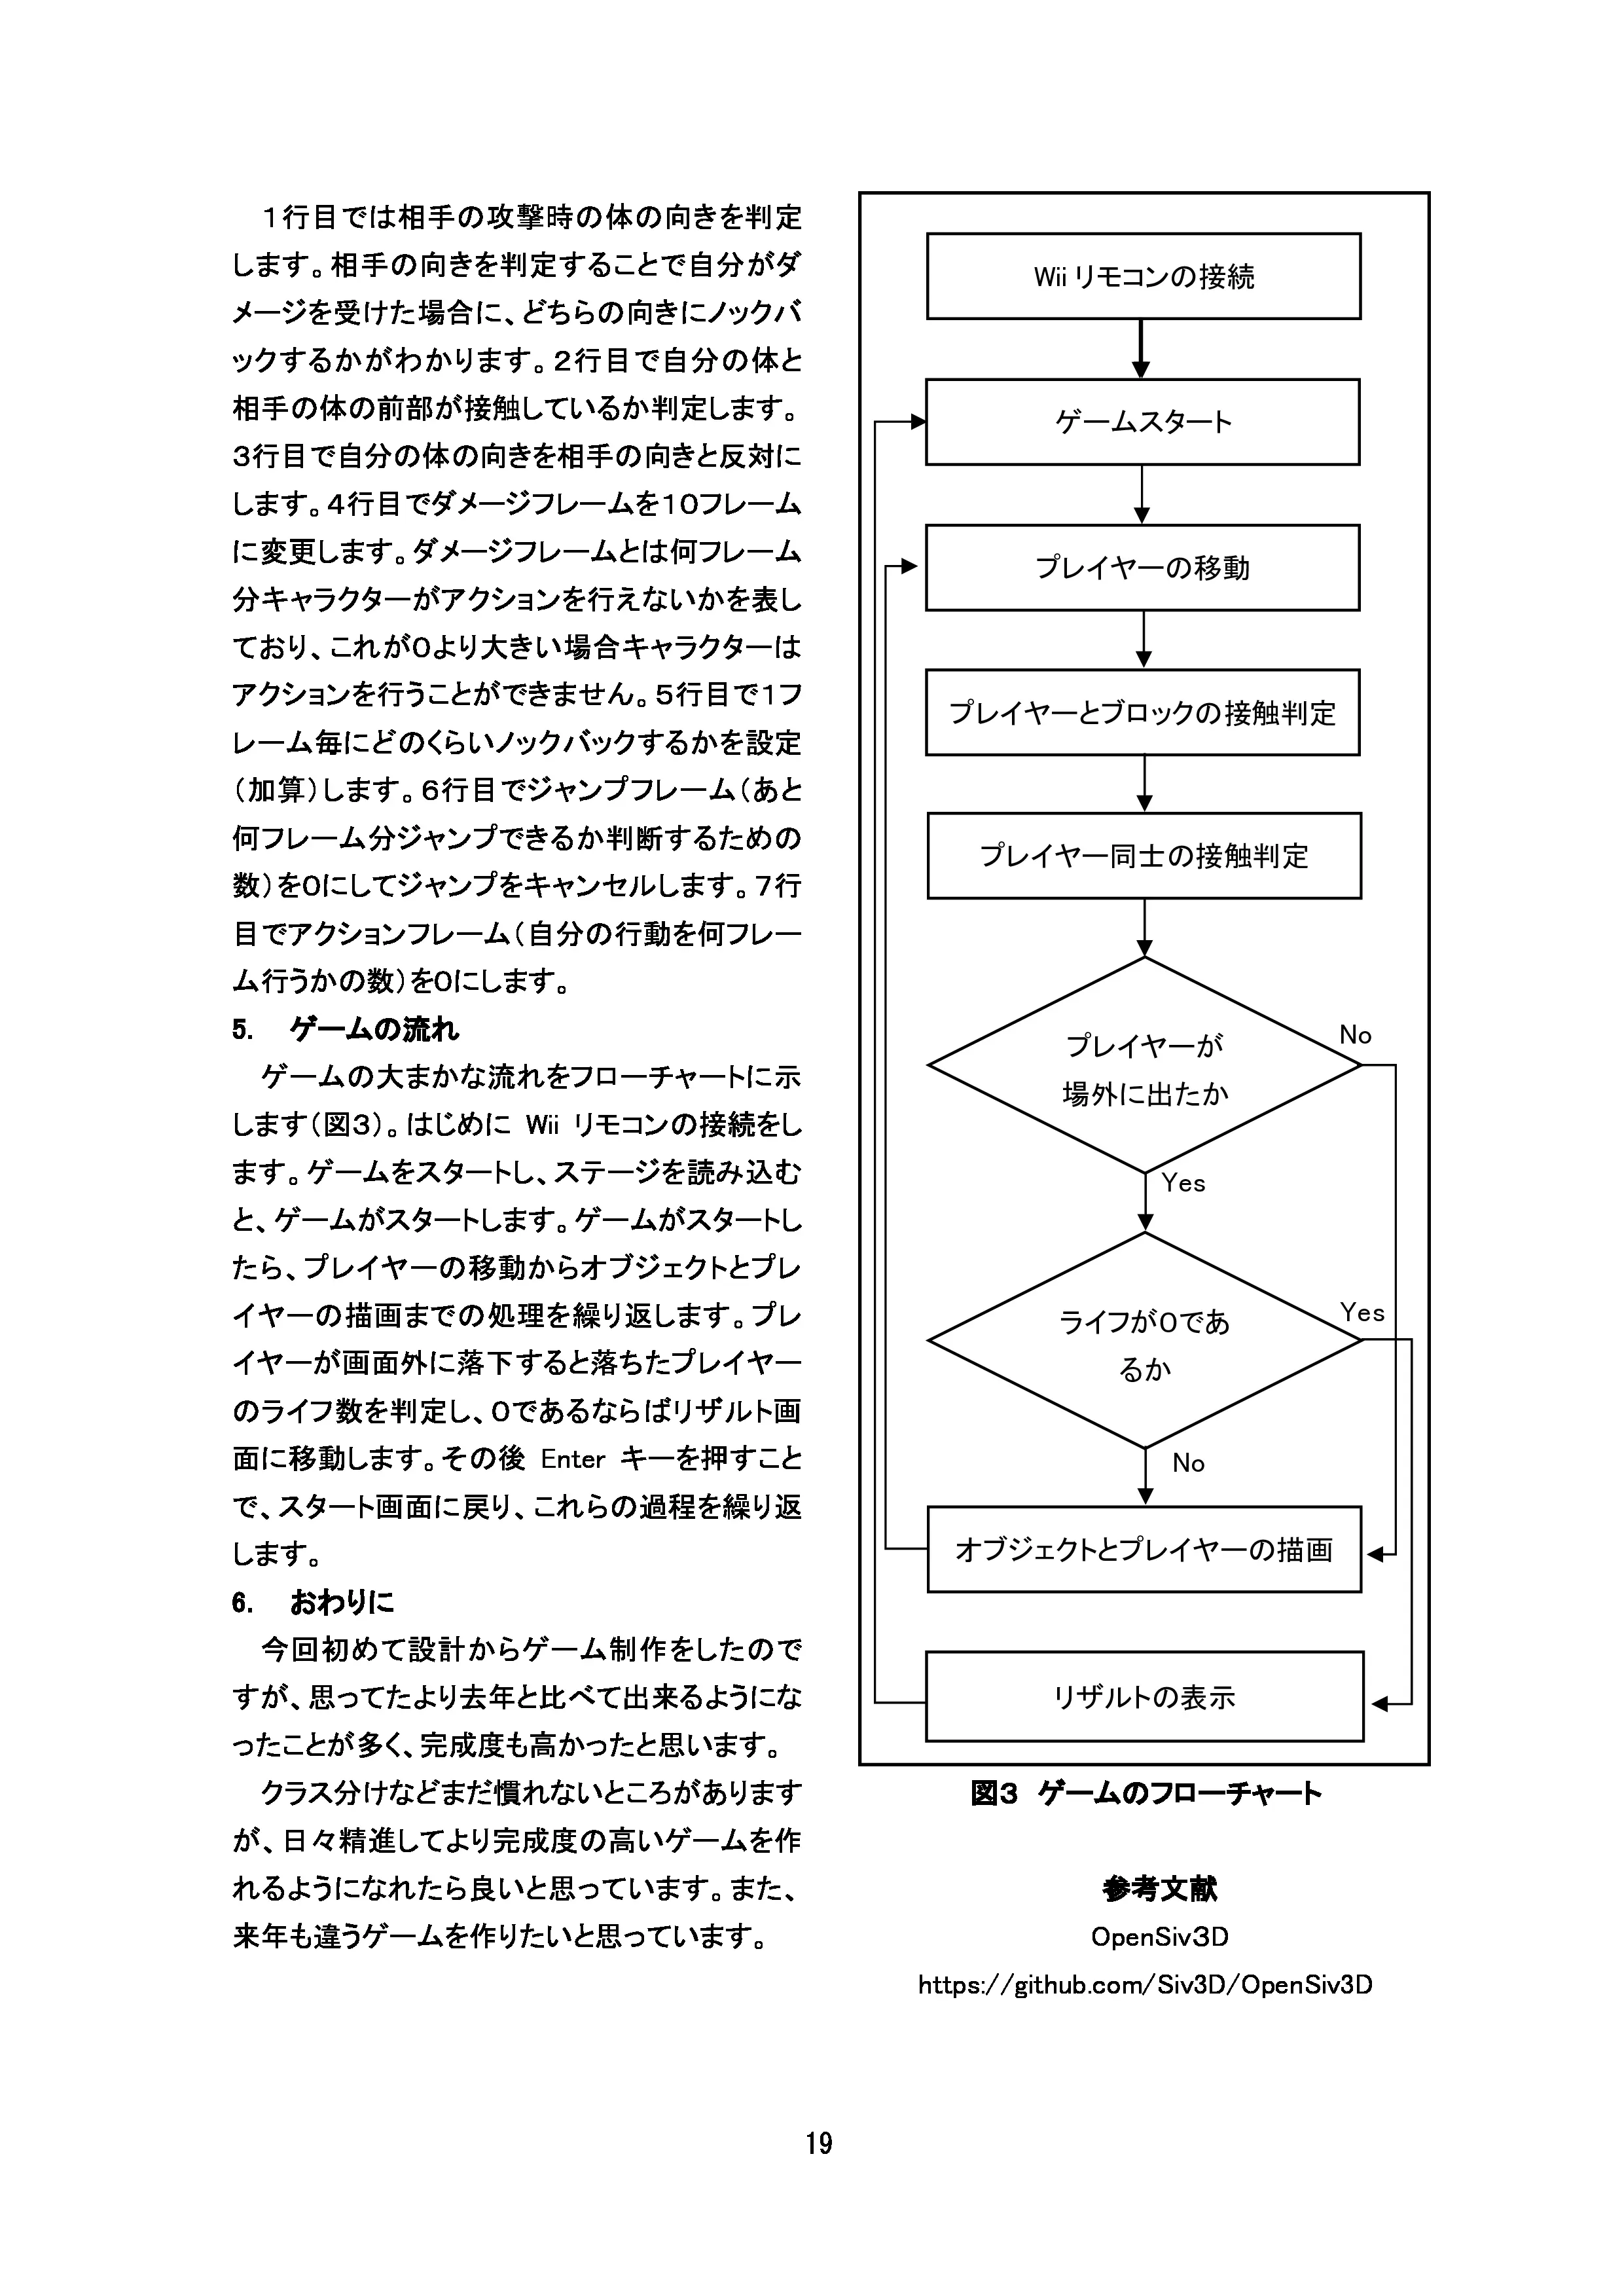 １行目では相手の攻撃時の体の向きを判定
します。相手の向きを判定することで自分がダ
メージを受けた場合に、どちらの向きにノックバ
ックするかがわかります。２行目で自分の体と
相手の体の前部が接触しているか判定します。
３行目で自分の体の向きを相手の向きと反対に
します。４行目でダメージフレームを１０フレーム
に変更します。ダメージフレームとは何フレーム
分キャラクターがアクションを行えないかを表し
ており、これが０より大きい場合キャラクターは
アクションを行うことができません。５行目で１フ
レーム毎にどのくらいノックバックするかを設定
（加算）します。６行目でジャンプフレーム（あと
何フレーム分ジャンプできるか判断するための
数）を０にしてジャンプをキャンセルします。７行
目でアクションフレーム（自分の行動を何フレー
ム行うかの数）を０にします。
5. ゲームの流れ
ゲームの大まかな流れをフローチャートに示
します（図３）。はじめに Wii リモコンの接続をし
ます。ゲームをスタートし、ステージを読み込む
と、ゲームがスタートします。ゲームがスタートし
たら、プレイヤーの移動からオブジェクトとプレ
イヤーの描画までの処理を繰り返します。プレ
イヤーが画面外に落下すると落ちたプレイヤー
のライフ数を判定し、０であるならばリザルト画
面に移動します。その後 Enter キーを押すこと
で、スタート画面に戻り、これらの過程を繰り返
します。
6. おわりに
今回初めて設計からゲーム制作をしたので
すが、思ってたより去年と比べて出来るようにな
ったことが多く、完成度も高かったと思います。
クラス分けなどまだ慣れないところがあります
が、日々精進してより完成度の高いゲームを作
れるようになれたら良いと思っています。また、
来年も違うゲームを作りたいと思っています。
Wii リモコンの接続
ゲームスタート
プレイヤーの移動
プレイヤーとブロックの接触判定
プレイヤー同士の接触判定
プレイヤーが
場外に出たか
No
Yes
ライフが０であ
るか
Yes
No
オブジェクトとプレイヤーの描画
リザルトの表示
図３ ゲームのフローチャート
参考文献
OpenSiv3D
https://github.com/Siv3D/OpenSiv3D
19